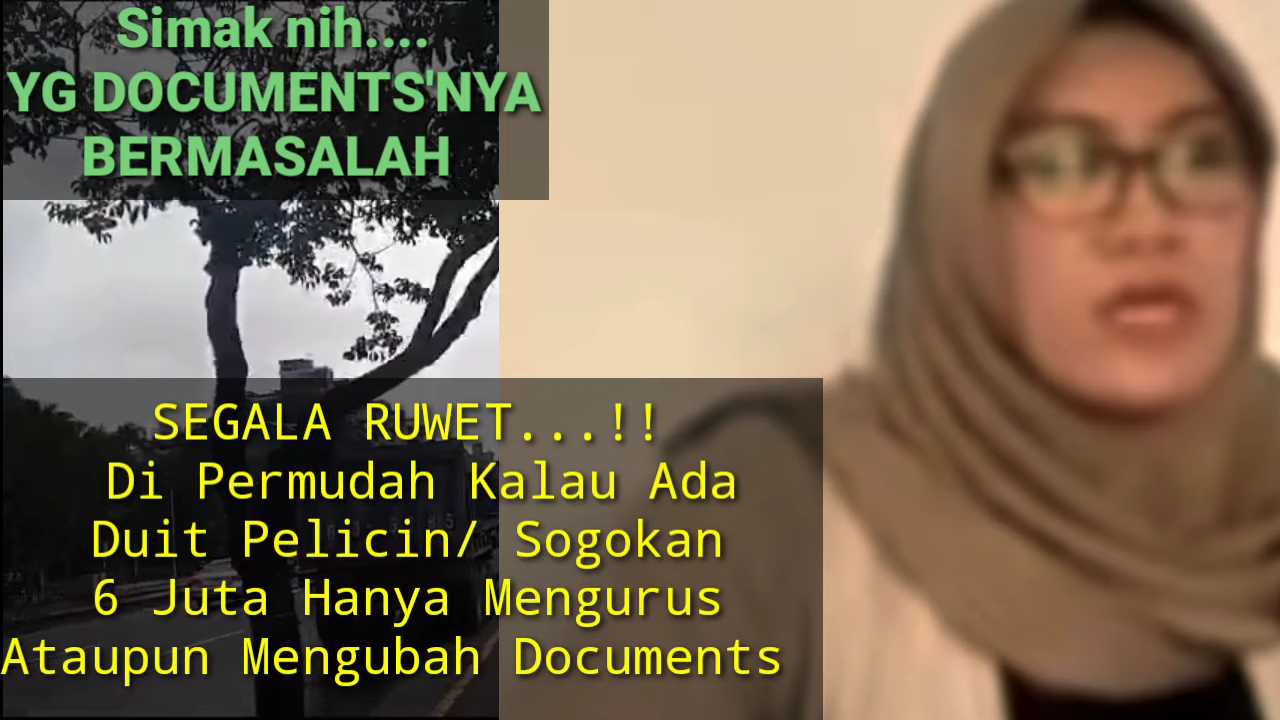 Simak nih....
YG DOCUMENTS'NYA
BERMASALAH
SEGALA RUWET...!!
Di Permudah Kalau Ada
Duit Pelicin/ Sogokan
6 Juta Hanya Mengurus
Ataupun Mengubah Documents